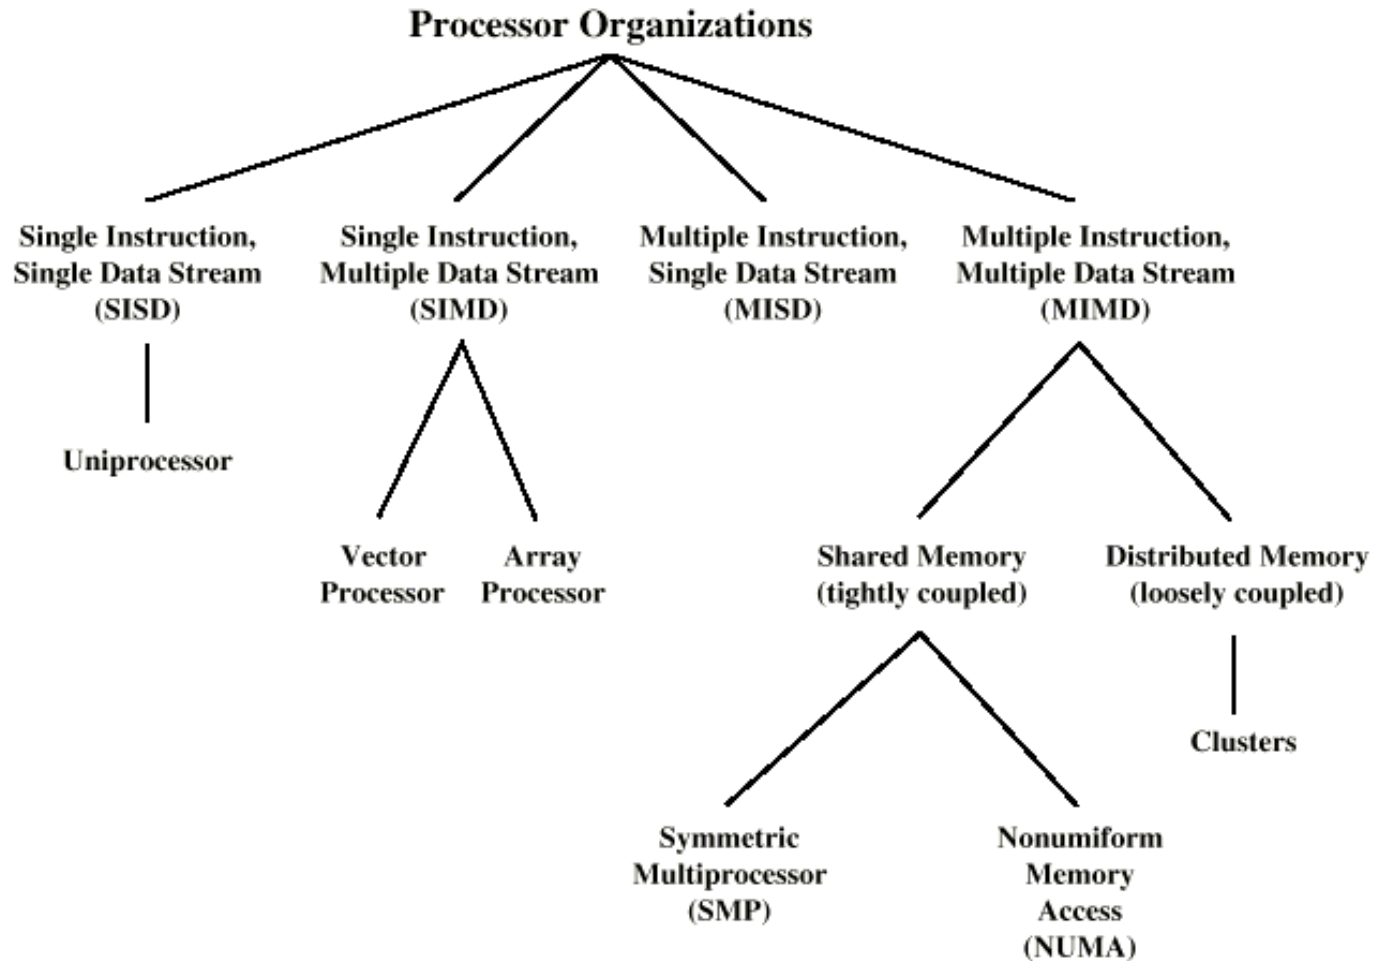 Processor Organizations
Single Instruction,
Single Data Stream
(SISD)
Single Instruction,
Multiple Data Stream
(SIMD)
Multiple Instruction,
Single Data Stream
(MISD)
Multiple Instruction,
Multiple Data Stream
(MIMD)
Uniprocessor
Vector
Processor
Array
Processor
Shared Memory
(tightly coupled)
Distributed Memory
(loosely coupled)
Clusters
Symmetric
Multiprocessor
(SMP)
Nonumiform
Memory
Access
(NUMA)